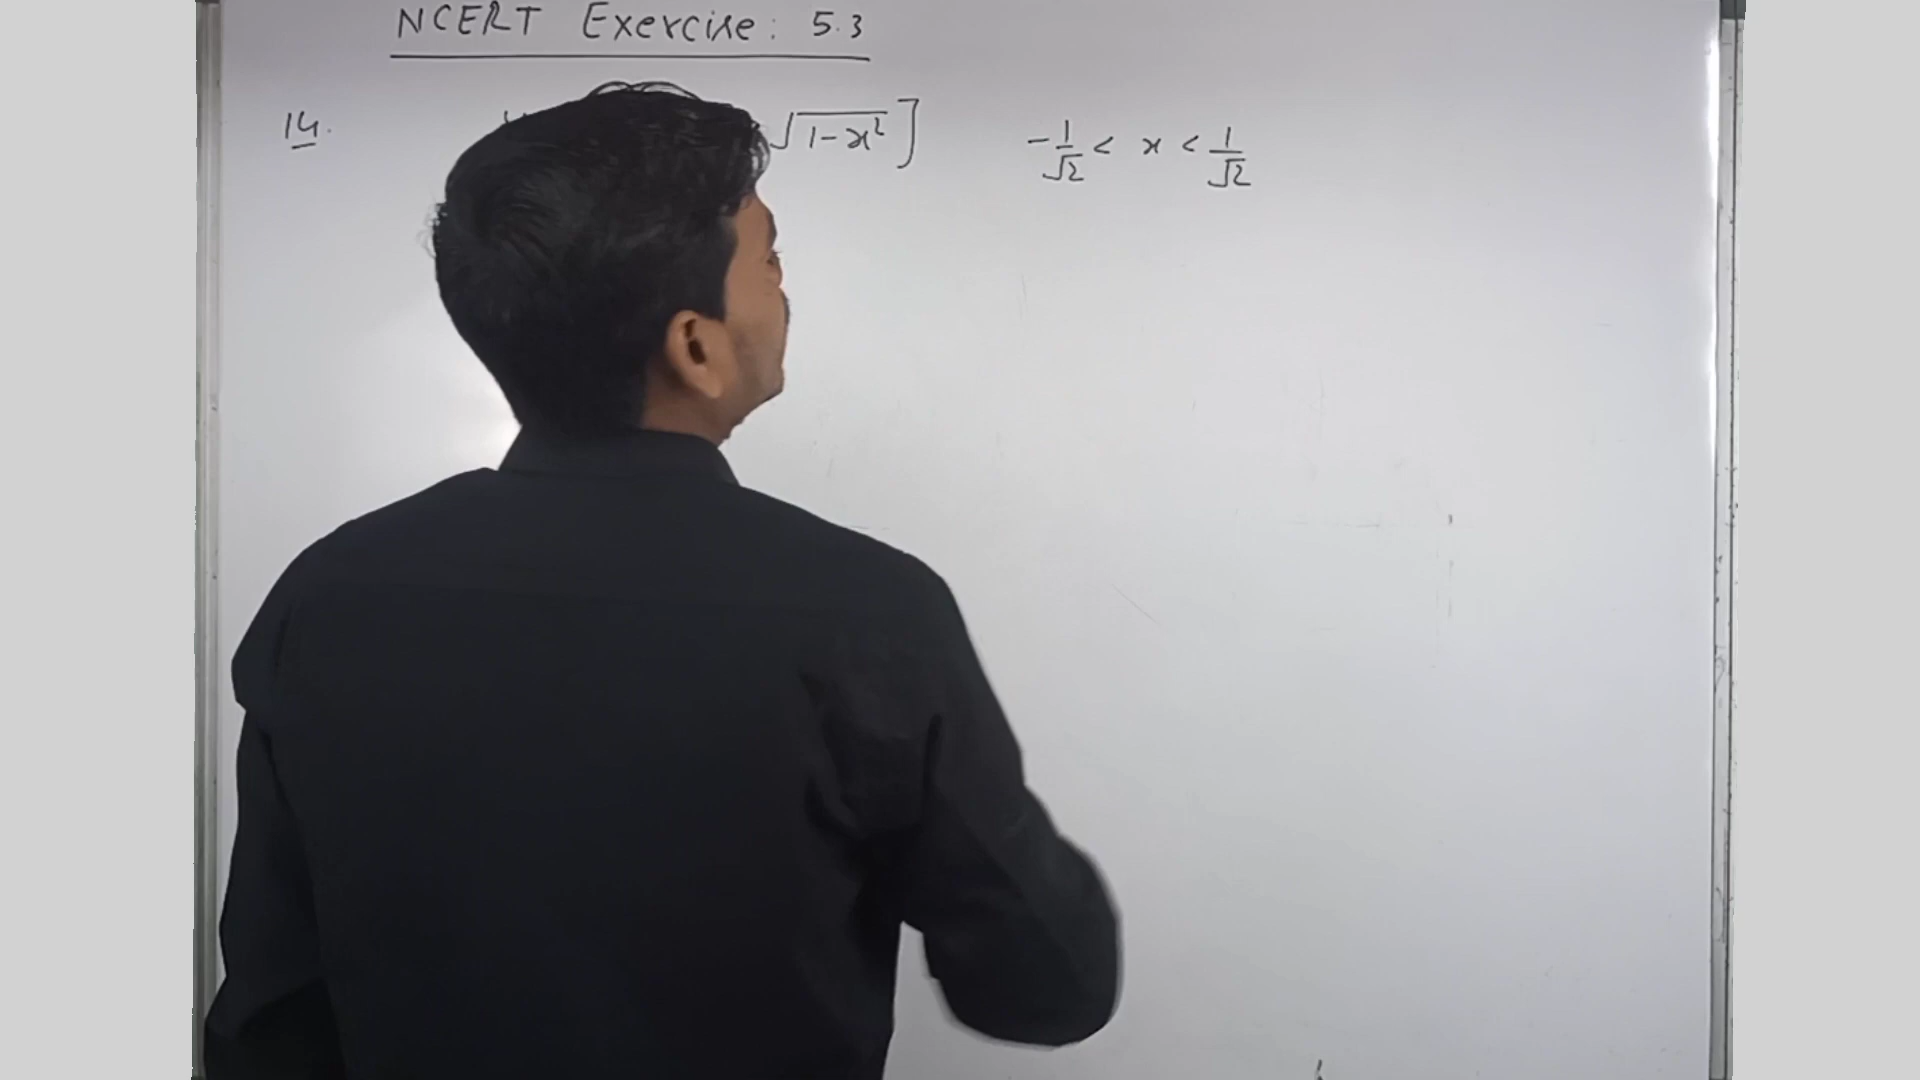 NCERT Exercise: 5.3
14. √(1-x²)] -1/√2 < x < 1/√2